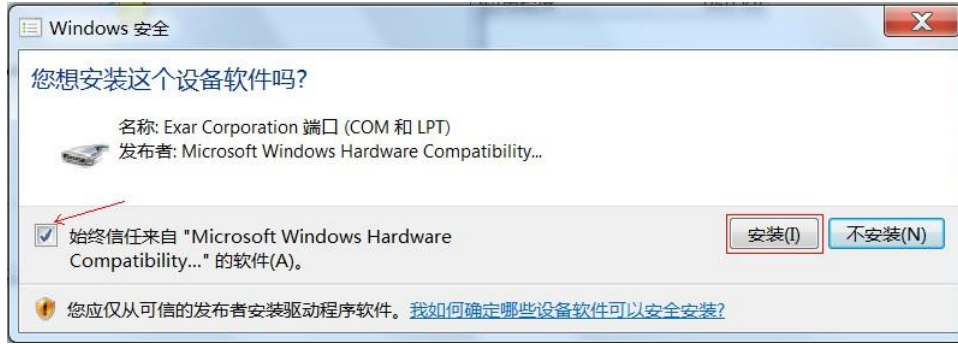 Windows 安全
您想安装这个设备软件吗?
名称: Exar Corporation 端口 (COM 和 LPT)
发布者: Microsoft Windows Hardware Compatibility...
始终信任来自 "Microsoft Windows Hardware
Compatibility..." 的软件(A)。
安装(I)
不安装(N)
您应仅从可信的发布者安装驱动程序软件。我如何确定哪些设备软件可以安全安装?